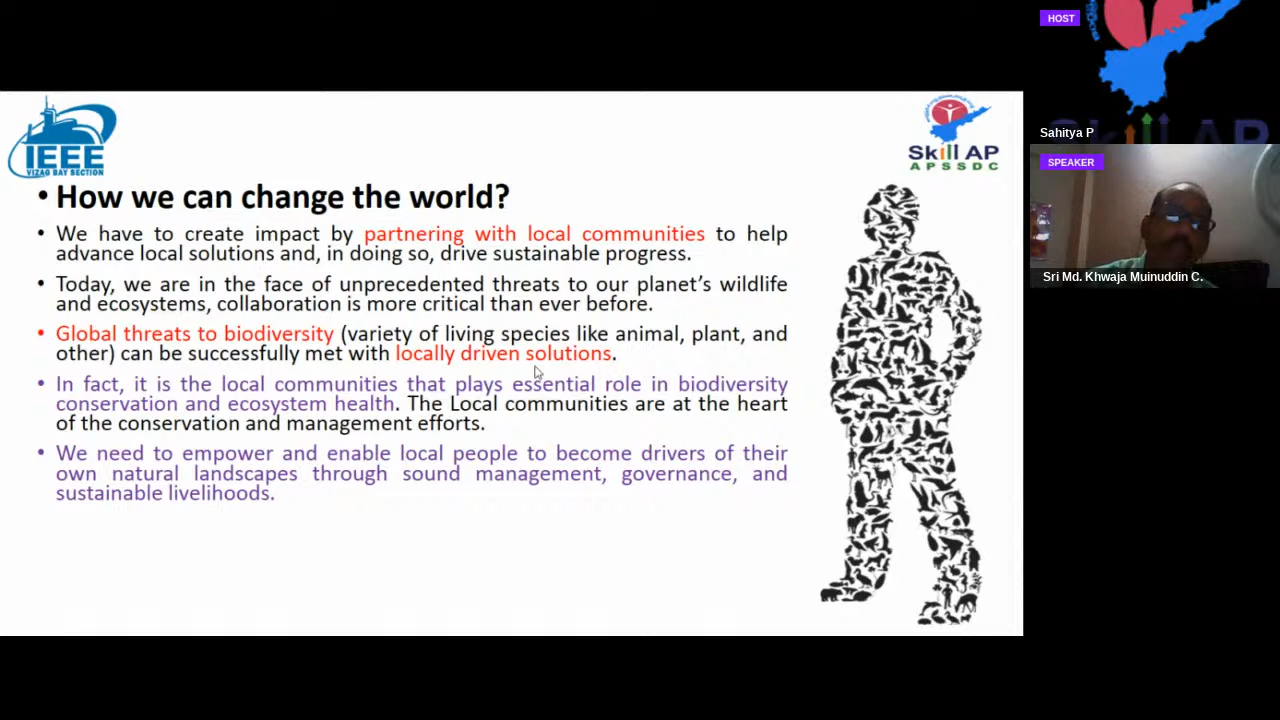 HOST
Sahitya P
SPEAKER
Sri Md. Khwaja Muinuddin C.
IEEE
VIZAG BAY SECTION
Skill AP
APSSDC
• How we can change the world?
• We have to create impact by partnering with local communities to help
advance local solutions and, in doing so, drive sustainable progress.
• Today, we are in the face of unprecedented threats to our planet's wildlife
and ecosystems, collaboration is more critical than ever before.
• Global threats to biodiversity (variety of living species like animal, plant, and
other) can be successfully met with locally driven solutions.
• In fact, it is the local communities that plays essential role in biodiversity
conservation and ecosystem health. The Local communities are at the heart
of the conservation and management efforts.
• We need to empower and enable local people to become drivers of their
own natural landscapes through sound management, governance, and
sustainable livelihoods.